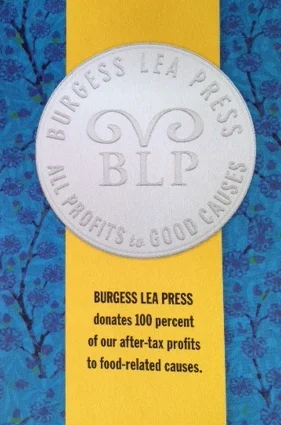 BURGESS LEA PRESS
BLP
ALL PROFITS to GOOD CAUSES
BURGESS LEA PRESS
donates 100 percent
of our after-tax profits
to food-related causes.